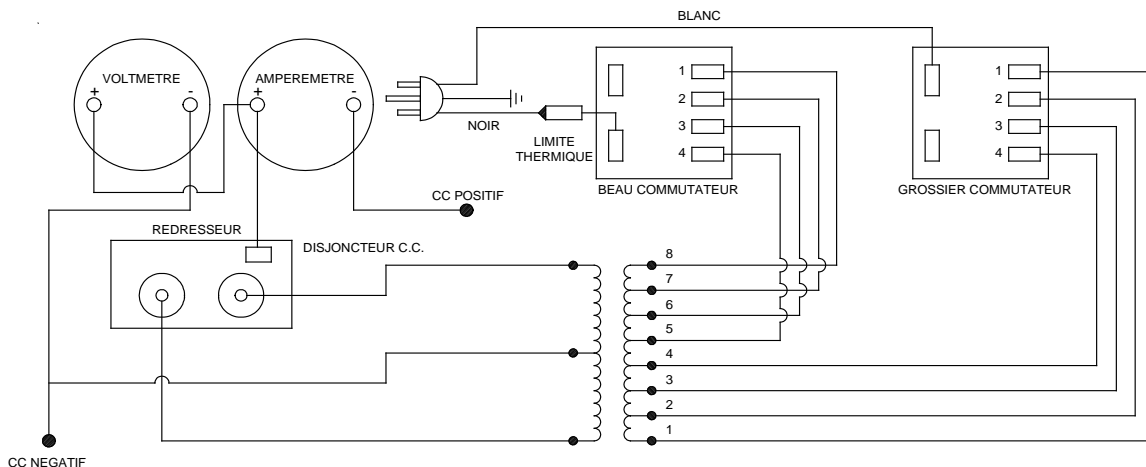 BLANC
VOLTMETRE
AMPEREMETRE
+
-
+
-
NOIR
LIMITE
THERMIQUE
1
2
3
4
BEAU COMMUTATEUR
1
2
3
4
GROSSIER COMMUTATEUR
CC POSITIF
REDRESSEUR
DISJONCTEUR C.C.
8
7
6
5
4
3
2
1
CC NEGATIF